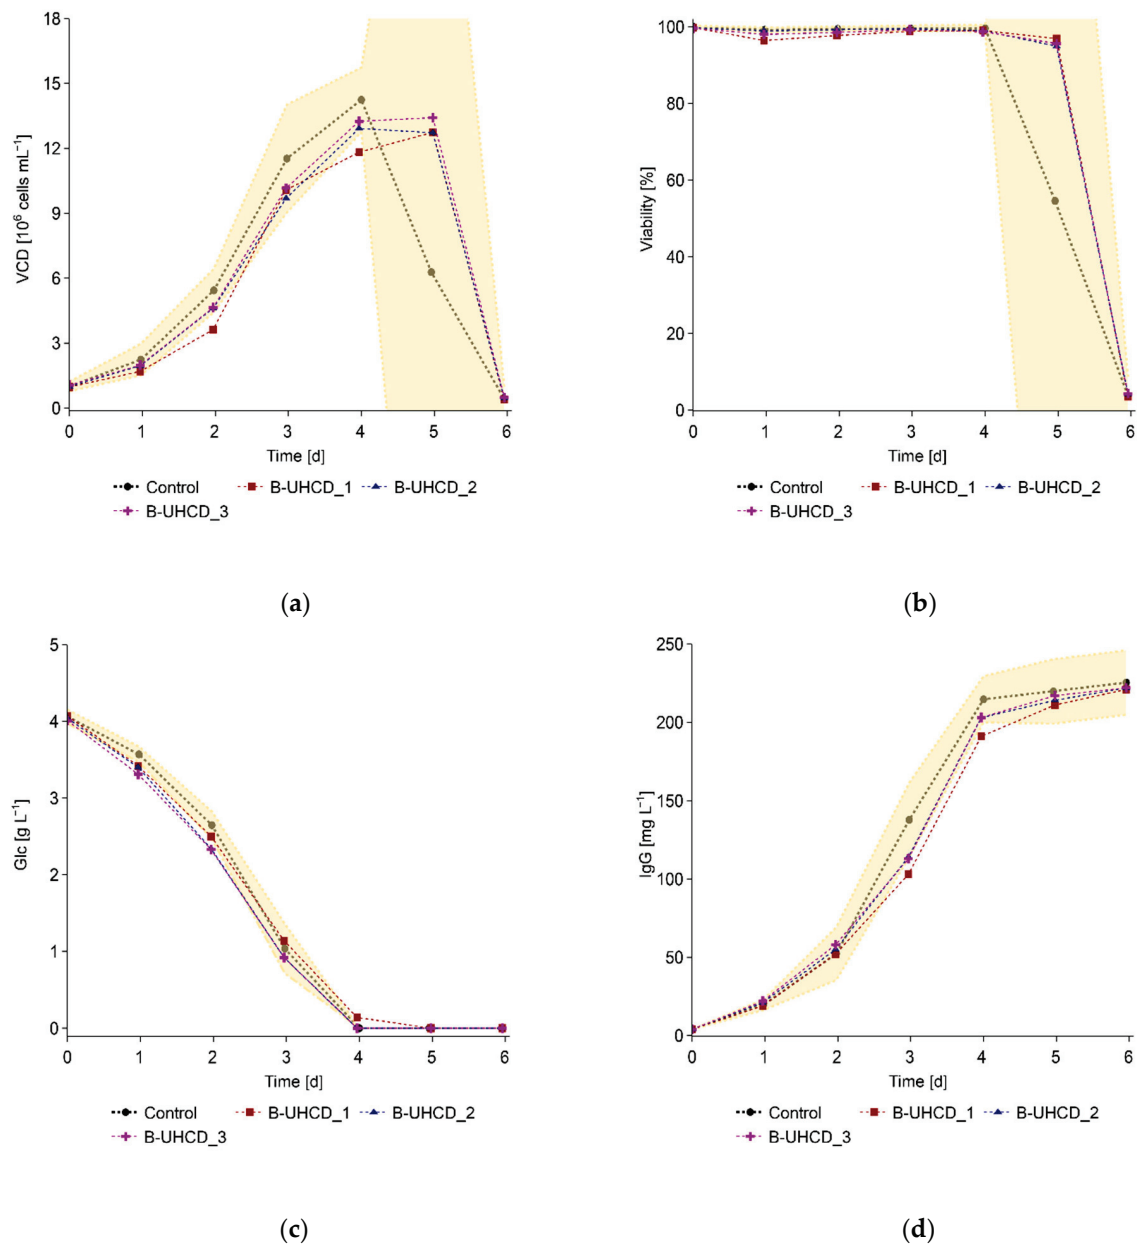 VCD [10⁶ cells mL⁻¹]
18
15
12
9
6
3
0
0 1 2 3 4 5 6
Time [d]
Control B-UHCD_1 B-UHCD_2
B-UHCD_3
(a)
Viability [%]
100
80
60
40
20
0
0 1 2 3 4 5 6
Time [d]
Control B-UHCD_1 B-UHCD_2
B-UHCD_3
(b)
Glc [g L⁻¹]
5
4
3
2
1
0
0 1 2 3 4 5 6
Time [d]
Control B-UHCD_1 B-UHCD_2
B-UHCD_3
(c)
IgG [mg L⁻¹]
250
200
150
100
50
0
0 1 2 3 4 5 6
Time [d]
Control B-UHCD_1 B-UHCD_2
B-UHCD_3
(d)